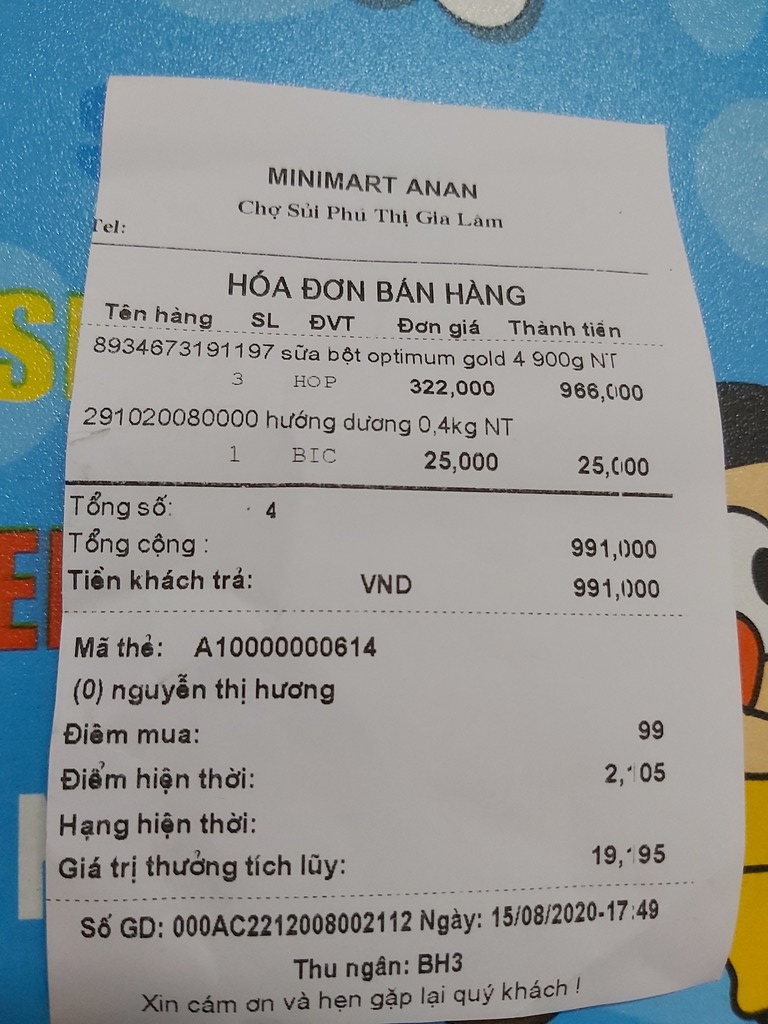 MINIMART ANAN
Chợ Sủi Phú Thị Gia Lâm
Tel:
HÓA ĐƠN BÁN HÀNG
Tên hàng SL ĐVT Đơn giá Thành tiền
8934673191197 sữa bột optimum gold 4 900g NT
3 HOP 322,000 966,000
291020080000 hướng dương 0,4kg NT
1 BIC 25,000 25,000
Tổng số: 4
Tổng cộng : 991,000
Tiền khách trả: VND 991,000
Mã thẻ: A10000000614
(0) nguyễn thị hương
Điểm mua: 99
Điểm hiện thời: 2,105
Hạng hiện thời:
Giá trị thưởng tích lũy: 19,195
Số GD: 000AC2212008002112 Ngày: 15/08/2020-17:49
Thu ngân: BH3
Xin cám ơn và hẹn gặp lại quý khách !